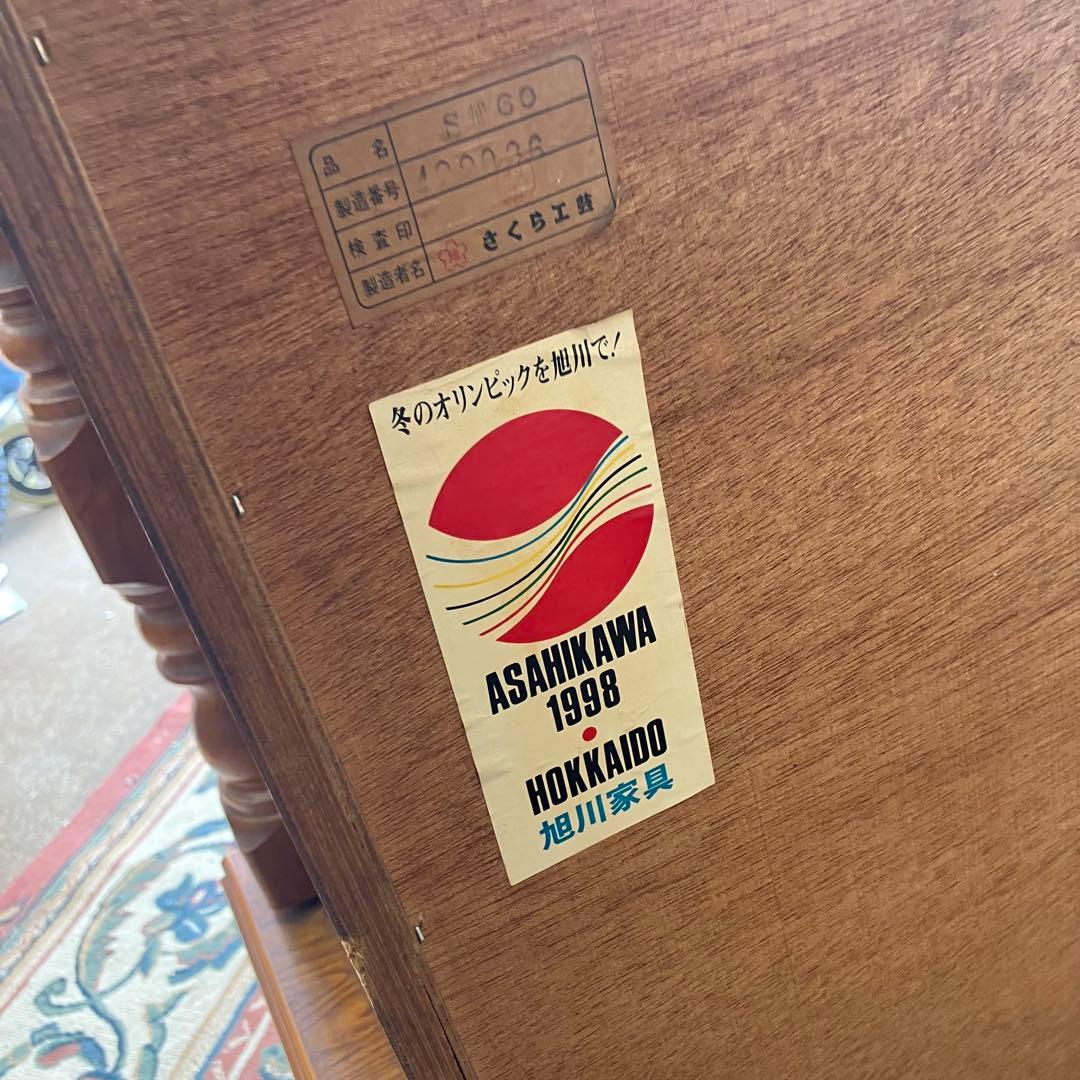 品名
製造番号
検査印
製造者名 さくら工芸
冬のオリンピックを旭川で!
ASAHIKAWA
1998
HOKKAIDO
旭川家具